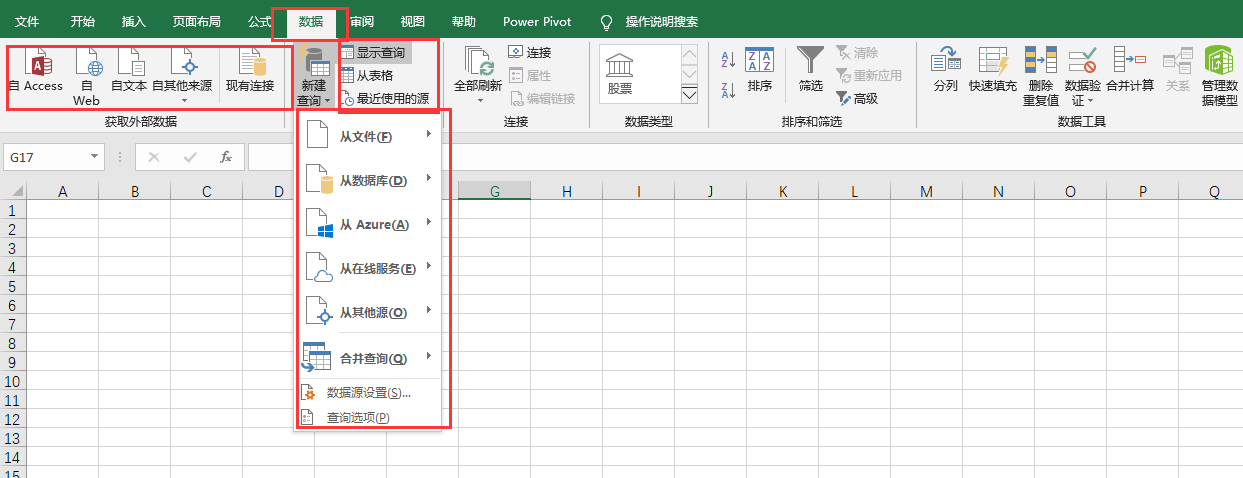 文件 开始 插入 页面布局 公式 数据 审阅 视图 帮助 Power Pivot 操作说明搜索
自 Access 自 Web 自文本 自其他来源 现有连接
获取外部数据
新建查询
显示查询
从表格
最近使用的源
全部刷新
连接
属性
编辑链接
连接
股票
数据类型
排序
筛选
清除
重新应用
高级
排序和筛选
分列 快速填充 删除重复值 数据验证 合并计算 关系 管理数据模型
数据工具
G17
fx
A B C D G H I J K L M N O P Q
1
2
3
4
5
6
7
8
9
10
11
12
13
14
15
从文件(F)
从数据库(D)
从 Azure(A)
从在线服务(E)
从其他源(O)
合并查询(Q)
数据源设置(S)...
查询选项(P)